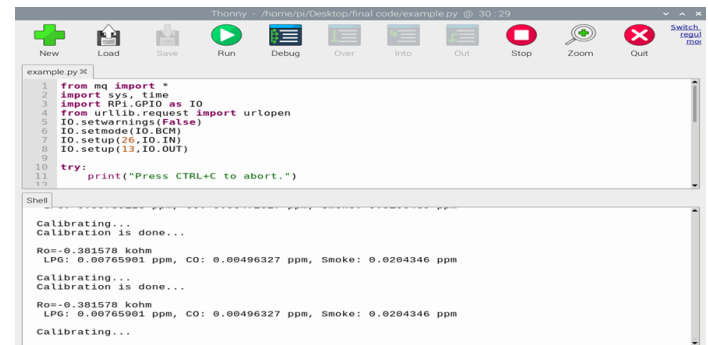 Thonny - /home/pi/Desktop/final code/example.py @ 30:29
New
Load
Save
Run
Debug
Over
Into
Out
Stop
Zoom
Quit
Switch
regul
mo
example.py
1 from mq import *
2 import sys, time
3 import RPi.GPIO as IO
4 from urllib.request import urlopen
5 IO.setwarnings(False)
6 IO.setmode(IO.BCM)
7 IO.setup(26,IO.IN)
8 IO.setup(13,IO.OUT)
9
10 try:
11 print("Press CTRL+C to abort.")
12
Shell
Calibrating...
Calibration is done...
Ro=-0.381578 kohm
LPG: 0.00765901 ppm, CO: 0.00496327 ppm, Smoke: 0.0204346 ppm
Calibrating...
Calibration is done...
Ro=-0.381578 kohm
LPG: 0.00765901 ppm, CO: 0.00496327 ppm, Smoke: 0.0204346 ppm
Calibrating...